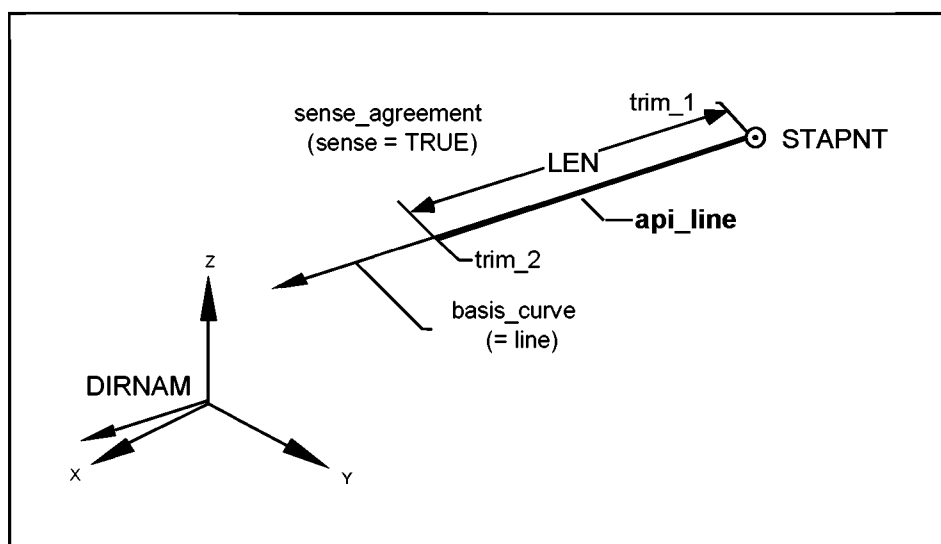 trim_1
sense_agreement
(sense = TRUE)
STAPNT
LEN
api_line
trim_2
basis_curve
(= line)
Z
DIRNAM
X
Y